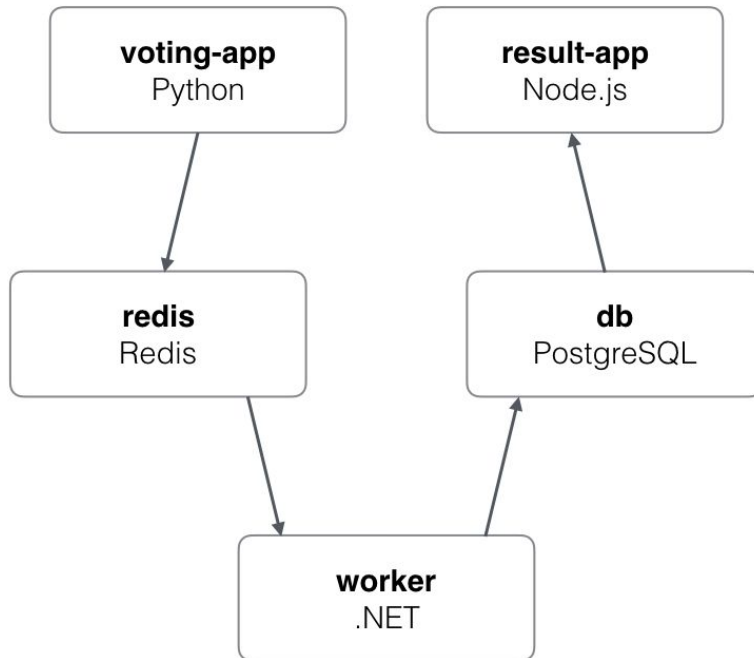 voting-app
Python
result-app
Node.js
redis
Redis
db
PostgreSQL
worker
.NET